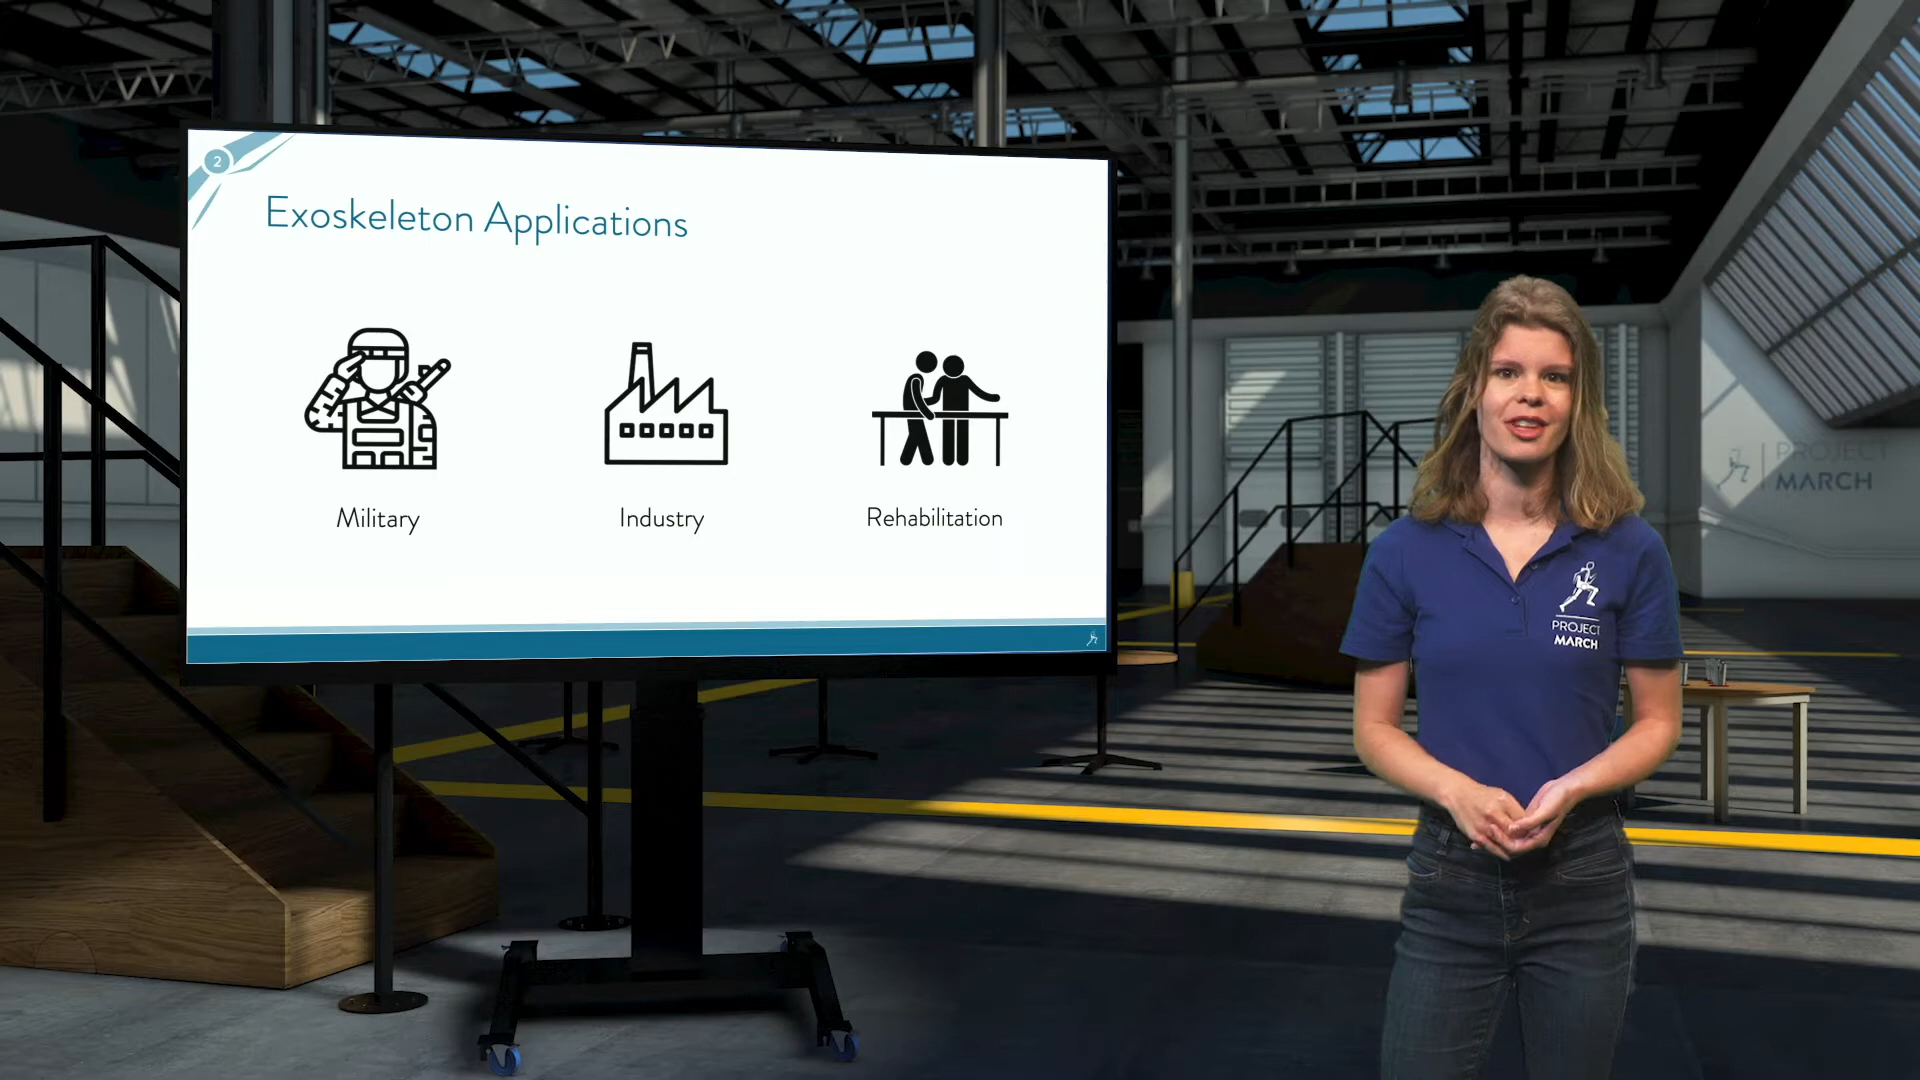 2
Exoskeleton Applications
Military
Industry
Rehabilitation
PROJECT
MARCH
PROJECT
MARCH